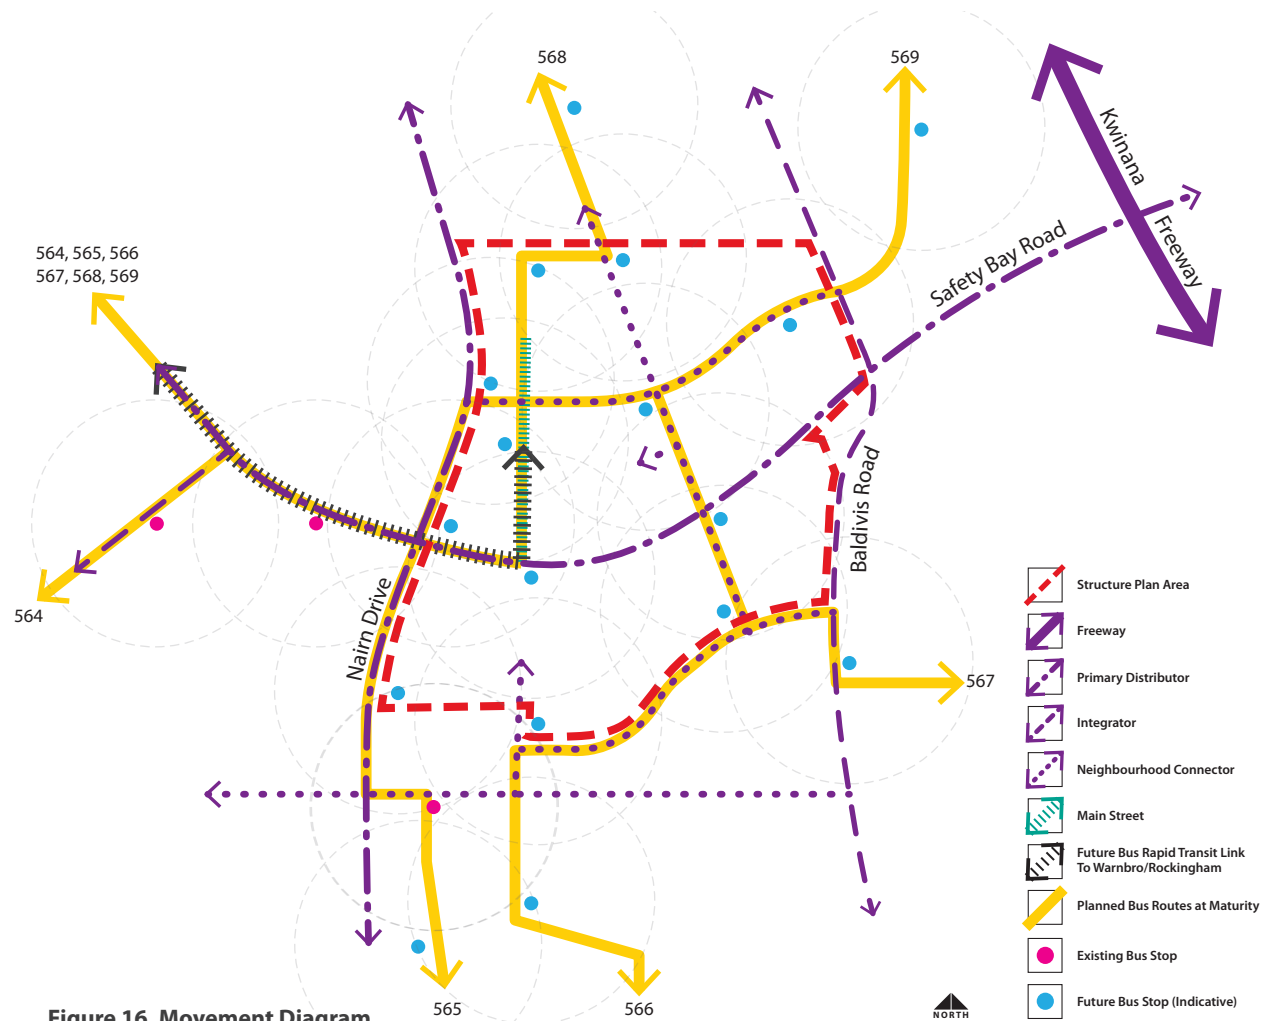 568
569
Kwinana
Freeway
Safety Bay Road
564, 565, 566
567, 568, 569
Baldivis Road
564
Nairn Drive
567
565
566
Structure Plan Area
Freeway
Primary Distributor
Integrator
Neighbourhood Connector
Main Street
Future Bus Rapid Transit Link
To Warnbro/Rockingham
Planned Bus Routes at Maturity
Existing Bus Stop
Future Bus Stop (Indicative)
NORTH
Figure 16 Movement Diagram